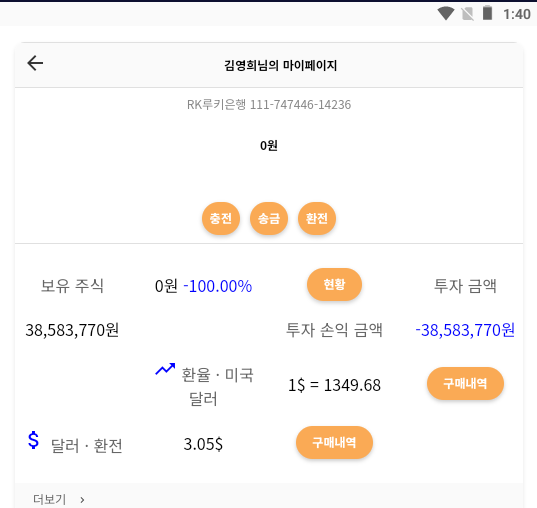 1:40
김영희님의 마이페이지
RK루키은행 111-747446-14236
0원
충전 송금 환전
보유 주식 0원 -100.00% 현황 투자 금액
38,583,770원 투자 손익 금액 -38,583,770원
환율 · 미국
달러
1$ = 1349.68 구매내역
$ 달러 · 환전 3.05$ 구매내역
더보기 >